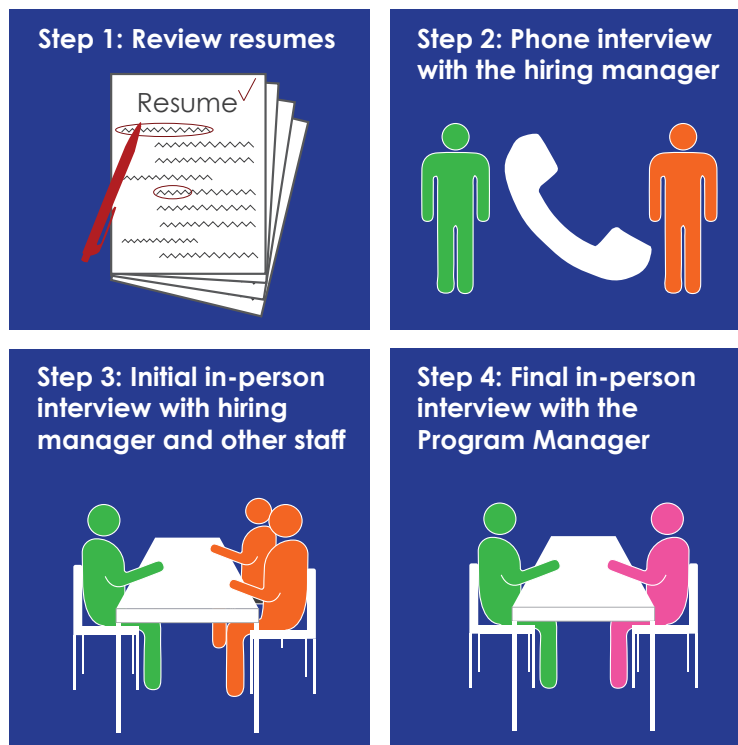 Step 1: Review resumes
Resume
Step 2: Phone interview
with the hiring manager
Step 3: Initial in-person
interview with hiring
manager and other staff
Step 4: Final in-person
interview with the
Program Manager